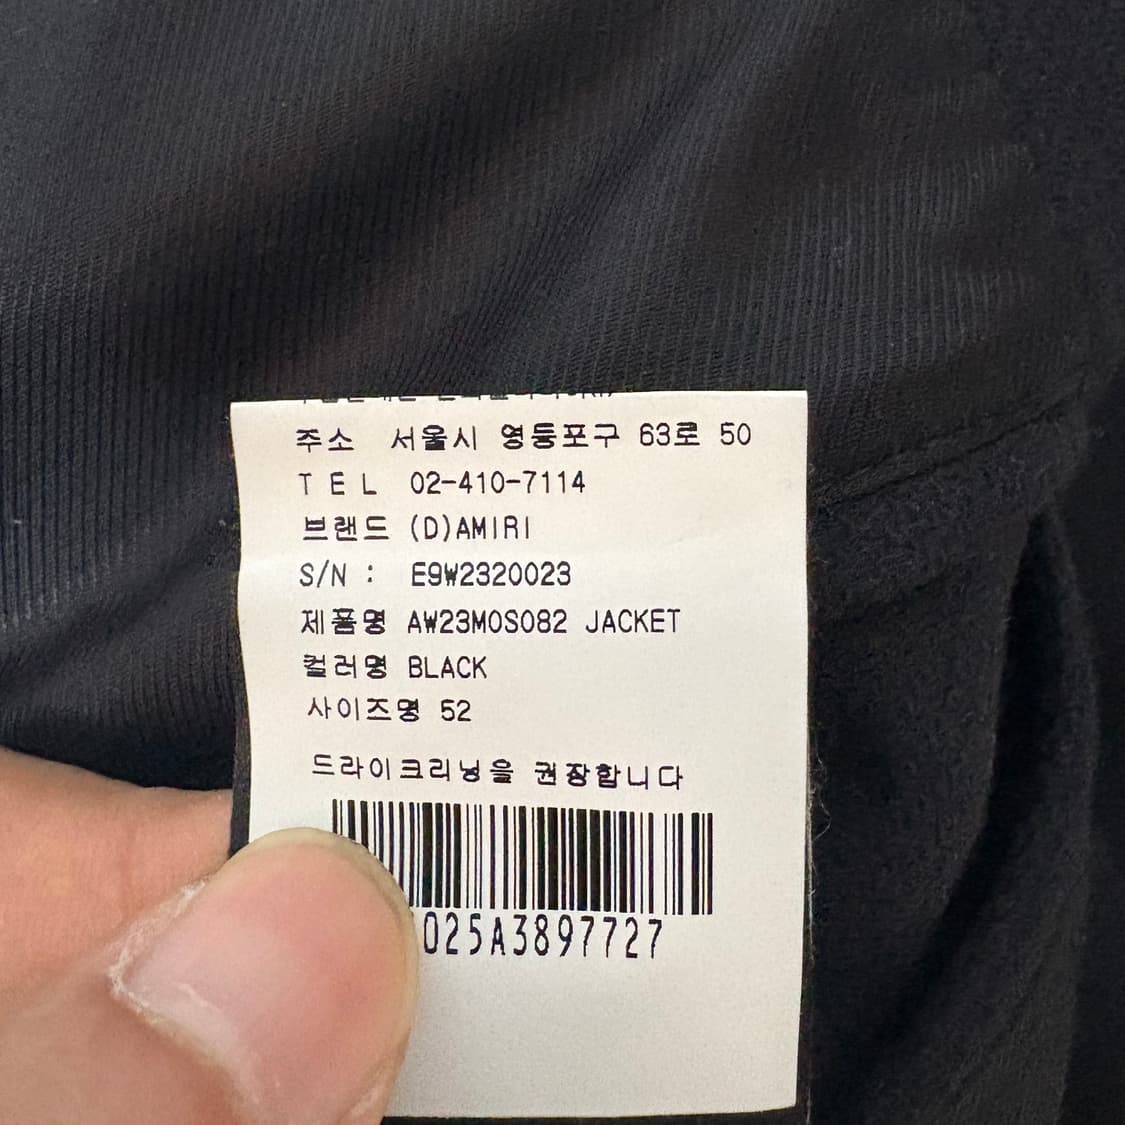 주소 서울시 영등포구 63로 50
TEL 02-410-7114
브랜드 (D)AMIRI
S/N : E9W2320023
제품명 AW23MOS082 JACKET
컬러명 BLACK
사이즈명 52
드라이크리닝을 권장합니다
025A3897727